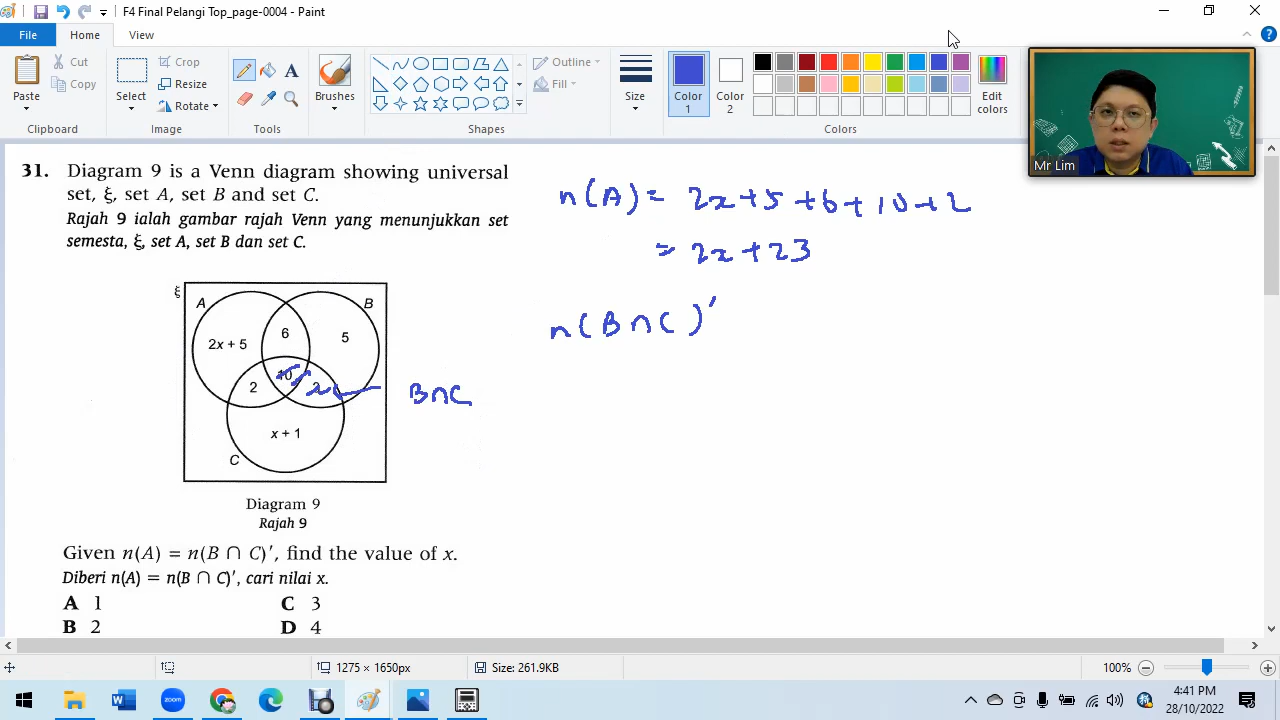 F4 Final Pelangi Top_page-0004 - Paint
File Home View
Paste
Cut
Copy
Clipboard
Select
Crop
Resize
Rotate
Image
A
Tools
Brushes
Shapes
Outline
Fill
Size
Color 1
Color 2
Edit colors
Colors
Mr Lim
31. Diagram 9 is a Venn diagram showing universal
set, ξ, set A, set B and set C.
Rajah 9 ialah gambar rajah Venn yang menunjukkan set
semesta, ξ, set A, set B dan set C.
n(A) = 2x+5+6+10+2
= 2x+23
n(B∩C)'
ξ
A
B
6
2x + 5
5
10
2
2
B∩C
x + 1
C
Diagram 9
Rajah 9
Given n(A) = n(B ∩ C)′, find the value of x.
Diberi n(A) = n(B ∩ C)′, cari nilai x.
A 1 C 3
B 2 D 4
1275 × 1650px
Size: 261.9KB
100%
zoom
4:41 PM
28/10/2022